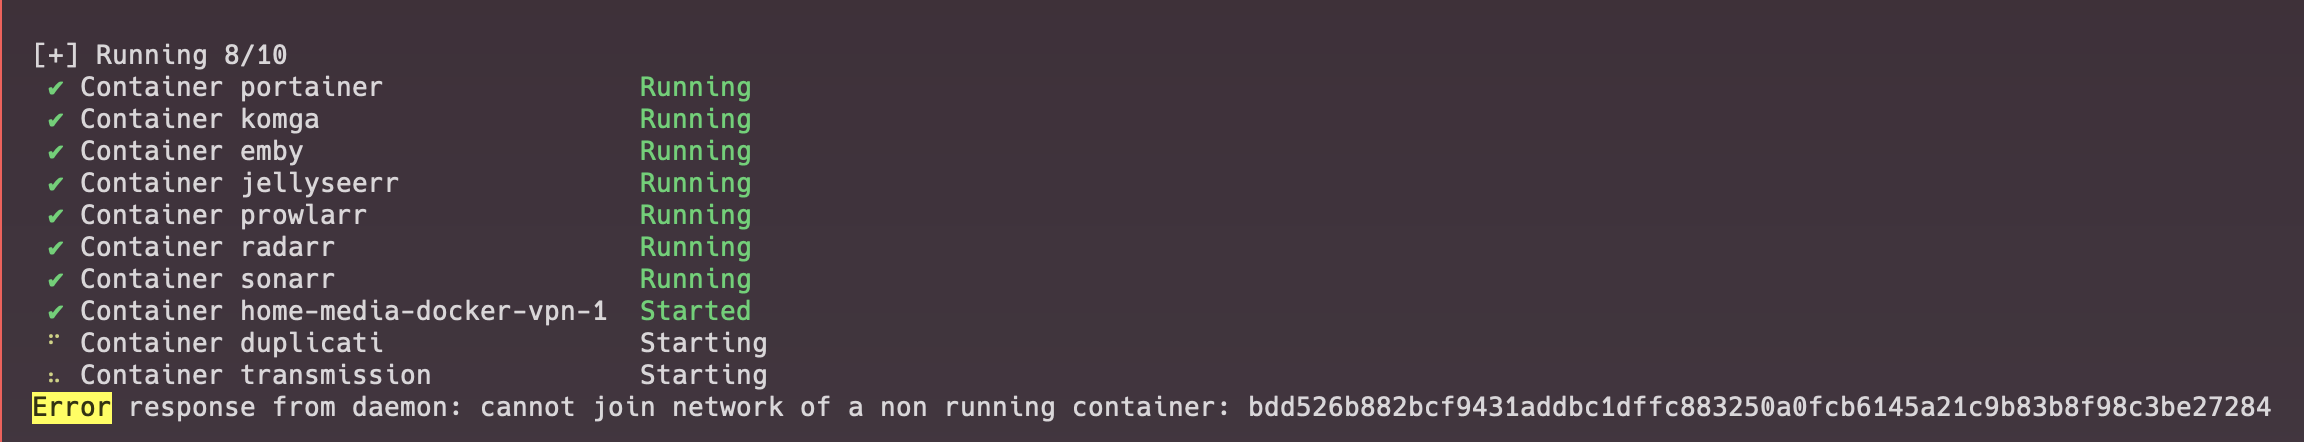 [+] Running 8/10
✔ Container portainer Running
✔ Container komga Running
✔ Container emby Running
✔ Container jellyseerr Running
✔ Container prowlarr Running
✔ Container radarr Running
✔ Container sonarr Running
✔ Container home-media-docker-vpn-1 Started
⠋ Container duplicati Starting
⠦ Container transmission Starting
Error response from daemon: cannot join network of a non running container: bdd526b882bcf9431addbc1dffc883250a0fcb6145a21c9b83b8f98c3be27284